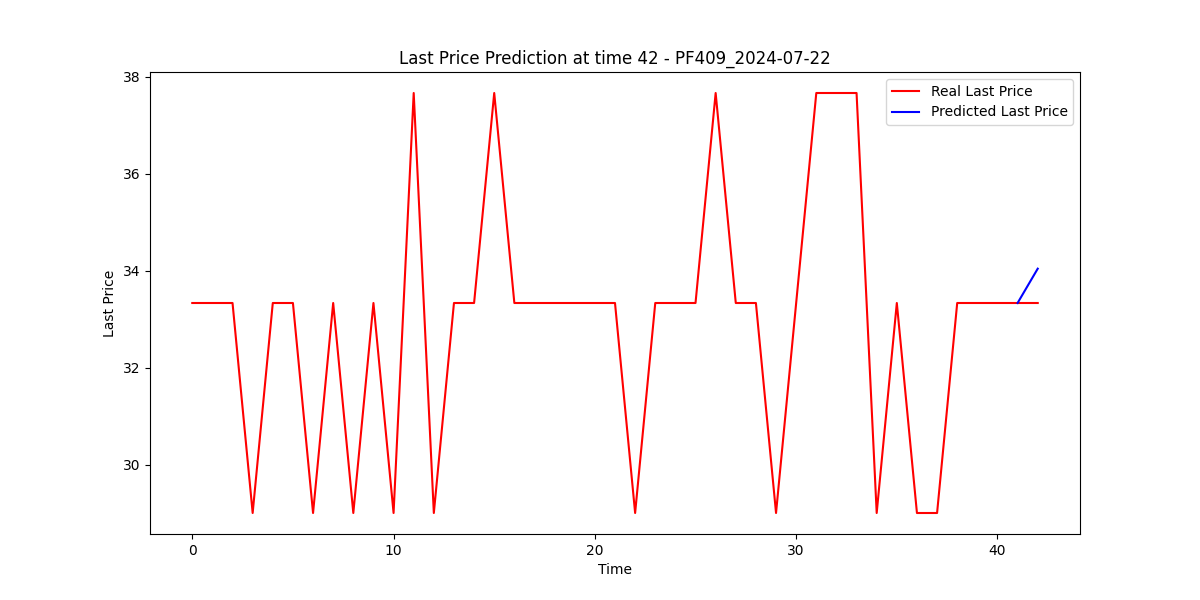 Last Price Prediction at time 42 - PF409_2024-07-22
Real Last Price
Predicted Last Price
Last Price
38
36
34
32
30
0 10 20 30 40
Time